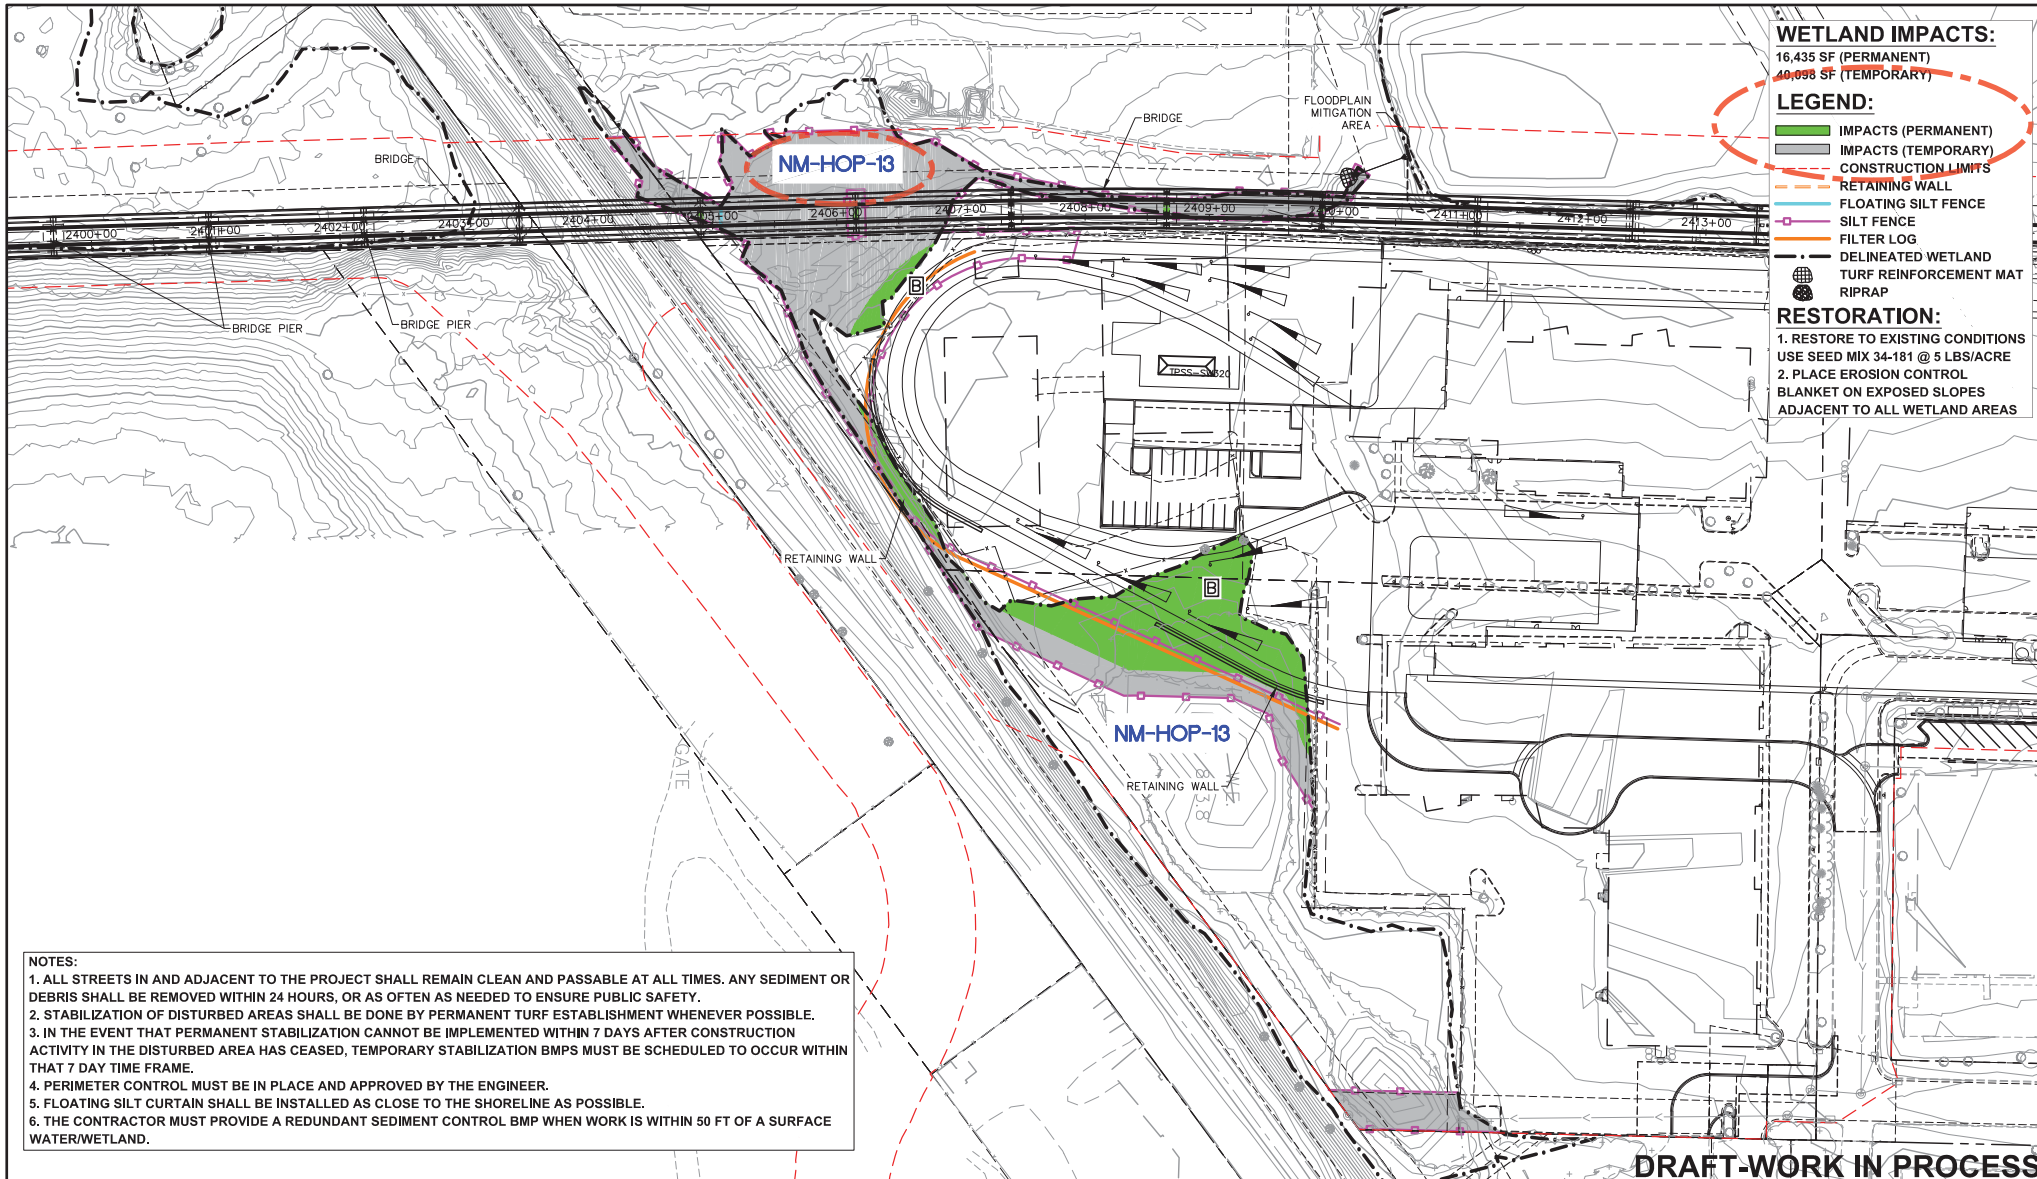 WETLAND IMPACTS:
16,435 SF (PERMANENT)
40,098 SF (TEMPORARY)
LEGEND:
IMPACTS (PERMANENT)
IMPACTS (TEMPORARY)
CONSTRUCTION LIMITS
RETAINING WALL
FLOATING SILT FENCE
SILT FENCE
FILTER LOG
DELINEATED WETLAND
TURF REINFORCEMENT MAT
RIPRAP
RESTORATION:
1. RESTORE TO EXISTING CONDITIONS
USE SEED MIX 34-181 @ 5 LBS/ACRE
2. PLACE EROSION CONTROL
BLANKET ON EXPOSED SLOPES
ADJACENT TO ALL WETLAND AREAS
FLOODPLAIN
MITIGATION
AREA
BRIDGE
BRIDGE
NM-HOP-13
2400+00
2401+00
2402+00
2403+00
2404+00
2405+00
2406+00
2407+00
2408+00
2409+00
2411+00
2412+00
2413+00
B
BRIDGE PIER
BRIDGE PIER
RETAINING WALL
B
NM-HOP-13
RETAINING WALL
GATE
NOTES:
1. ALL STREETS IN AND ADJACENT TO THE PROJECT SHALL REMAIN CLEAN AND PASSABLE AT ALL TIMES. ANY SEDIMENT OR
DEBRIS SHALL BE REMOVED WITHIN 24 HOURS, OR AS OFTEN AS NEEDED TO ENSURE PUBLIC SAFETY.
2. STABILIZATION OF DISTURBED AREAS SHALL BE DONE BY PERMANENT TURF ESTABLISHMENT WHENEVER POSSIBLE.
3. IN THE EVENT THAT PERMANENT STABILIZATION CANNOT BE IMPLEMENTED WITHIN 7 DAYS AFTER CONSTRUCTION
ACTIVITY IN THE DISTURBED AREA HAS CEASED, TEMPORARY STABILIZATION BMPS MUST BE SCHEDULED TO OCCUR WITHIN
THAT 7 DAY TIME FRAME.
4. PERIMETER CONTROL MUST BE IN PLACE AND APPROVED BY THE ENGINEER.
5. FLOATING SILT CURTAIN SHALL BE INSTALLED AS CLOSE TO THE SHORELINE AS POSSIBLE.
6. THE CONTRACTOR MUST PROVIDE A REDUNDANT SEDIMENT CONTROL BMP WHEN WORK IS WITHIN 50 FT OF A SURFACE
WATER/WETLAND.
DRAFT-WORK IN PROCESS